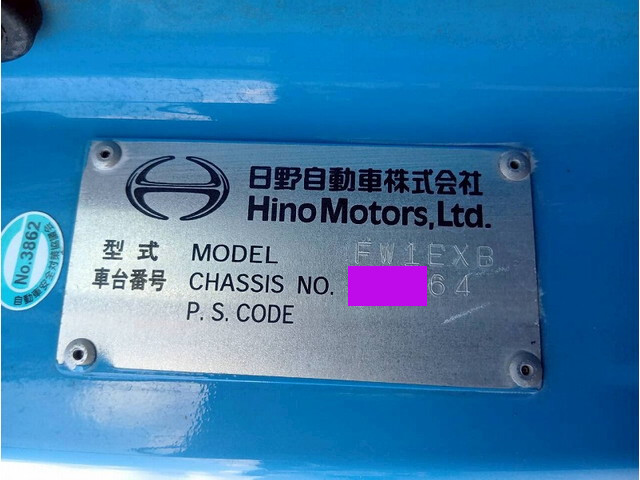 日野自動車株式会社
Hino Motors, Ltd.
型式 MODEL FW1EXB
車台番号 CHASSIS NO. 64
P. S. CODE
No.3862